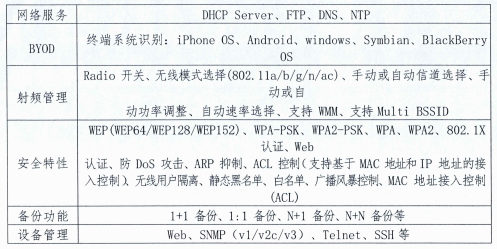 网络服务
DHCP Server、FTP、DNS、NTP
BYOD
终端系统识别：iPhone OS、Android、windows、Symbian、BlackBerry
OS
射频管理
Radio 开关、无线模式选择(802.11a/b/g/n/ac)、手动或自动信道选择、手
动或自
动功率调整、自动速率选择、支持 WMM、支持 Multi BSSID
安全特性
WEP(WEP64/WEP128/WEP152)、WPA-PSK、WPA2-PSK、WPA、WPA2、802.1X
认证、Web
认证、防 DoS 攻击、ARP 抑制、ACL 控制(支持基于 MAC 地址和 IP 地址的接
入控制)、无线用户隔离、静态黑名单、白名单、广播风暴控制、MAC 地址接入控制
(ACL)
备份功能
1+1 备份、1:1 备份、N+1 备份、N+N 备份等
设备管理
Web、SNMP（v1/v2c/v3）、Telnet、SSH 等